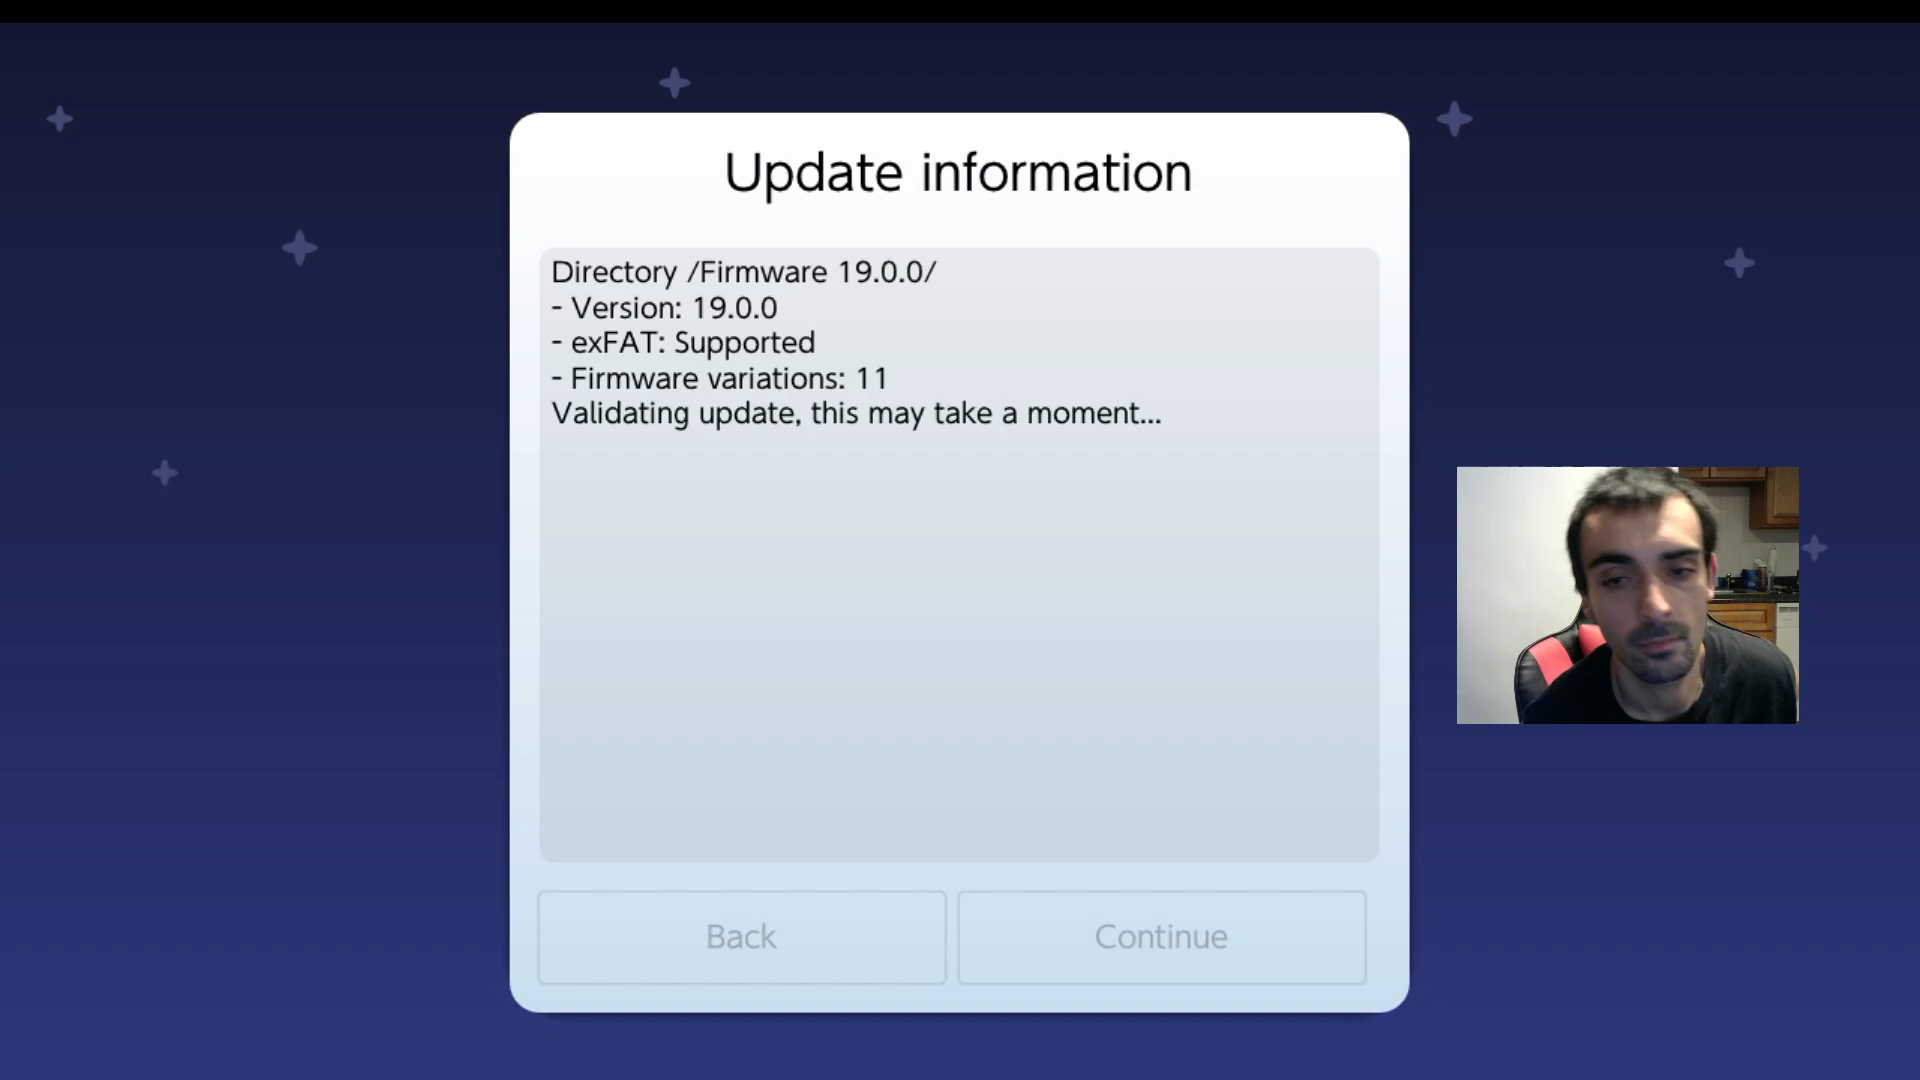 Update information
Directory /Firmware 19.0.0/
- Version: 19.0.0
- exFAT: Supported
- Firmware variations: 11
Validating update, this may take a moment...
Back
Continue